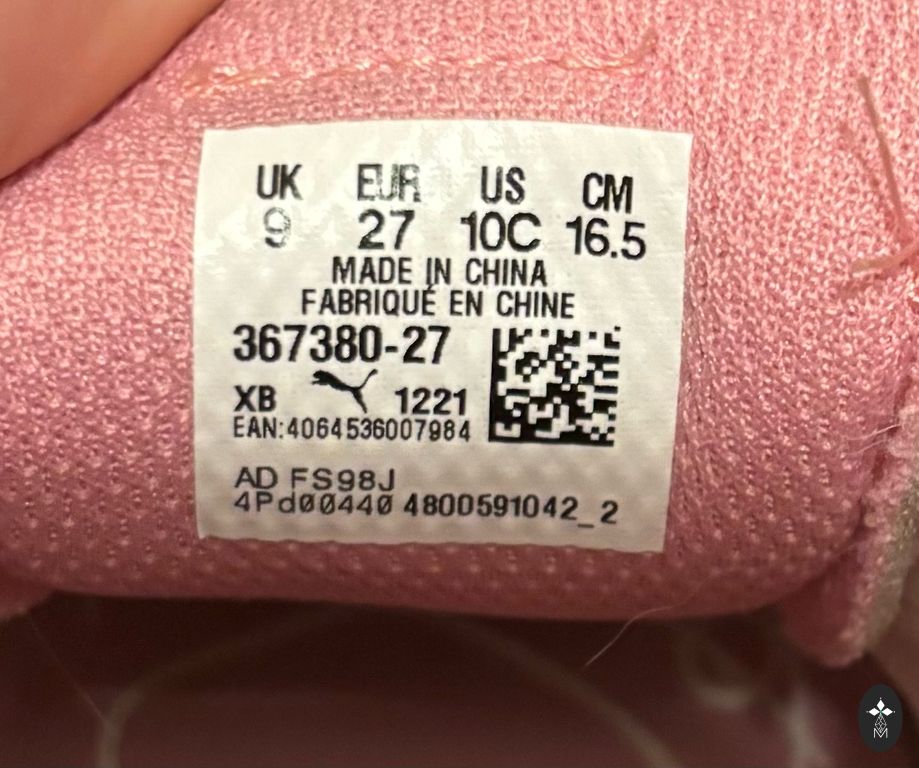 UK EUR US CM
9 27 10C 16.5
MADE IN CHINA
FABRIQUÉ EN CHINE
367380-27
XB 1221
EAN:4064536007984
AD FS98J
4Pd00440 4800591042_2
M